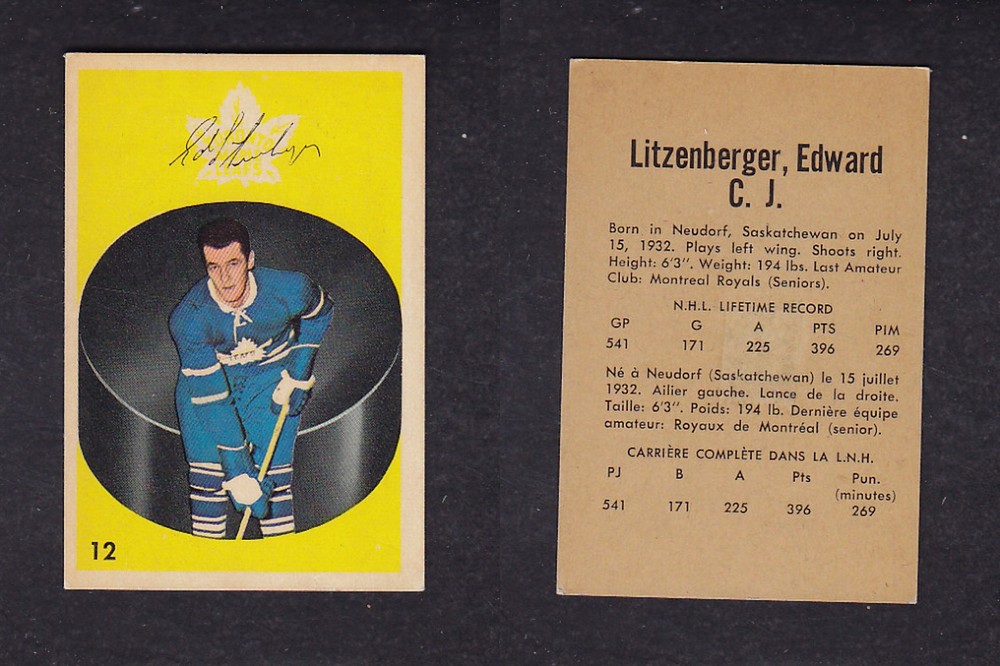 Ed Litzenberger
12
Litzenberger, Edward
C. J.
Born in Neudorf, Saskatchewan on July
15, 1932. Plays left wing. Shoots right.
Height: 6'3". Weight: 194 lbs. Last Amateur
Club: Montreal Royals (Seniors).
N.H.L. LIFETIME RECORD
GP G A PTS PIM
541 171 225 396 269
Né à Neudorf (Saskatchewan) le 15 juillet
1932. Ailier gauche. Lance de la droite.
Taille: 6'3". Poids: 194 lb. Dernière équipe
amateur: Royaux de Montréal (senior).
CARRIÈRE COMPLÈTE DANS LA L.N.H.
PJ B A Pts Pun.
(minutes)
541 171 225 396 269